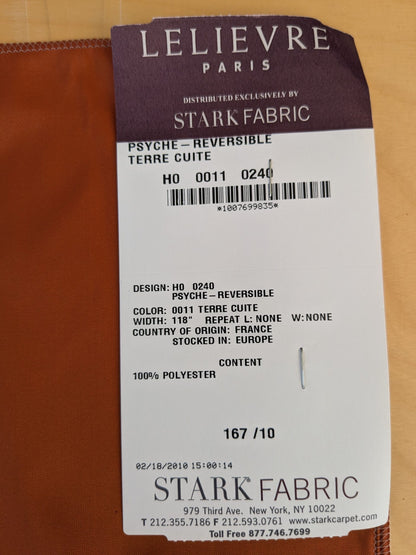 LELIEVRE
PARIS
DISTRIBUTED EXCLUSIVELY BY
STARK FABRIC
PSYCHE – REVERSIBLE
TERRE CUITE
H0 0011 0240
*1007699835*
DESIGN: H0 0240
PSYCHE – REVERSIBLE
COLOR: 0011 TERRE CUITE
WIDTH: 118" REPEAT L: NONE W: NONE
COUNTRY OF ORIGIN: FRANCE
STOCKED IN: EUROPE
CONTENT
100% POLYESTER
167 /10
02/18/2010 15:00:14
STARK® FABRIC
979 Third Ave. New York, NY 10022
T 212.355.7186 F 212.593.0761 www.starkcarpet.com
Toll Free 877.746.7699